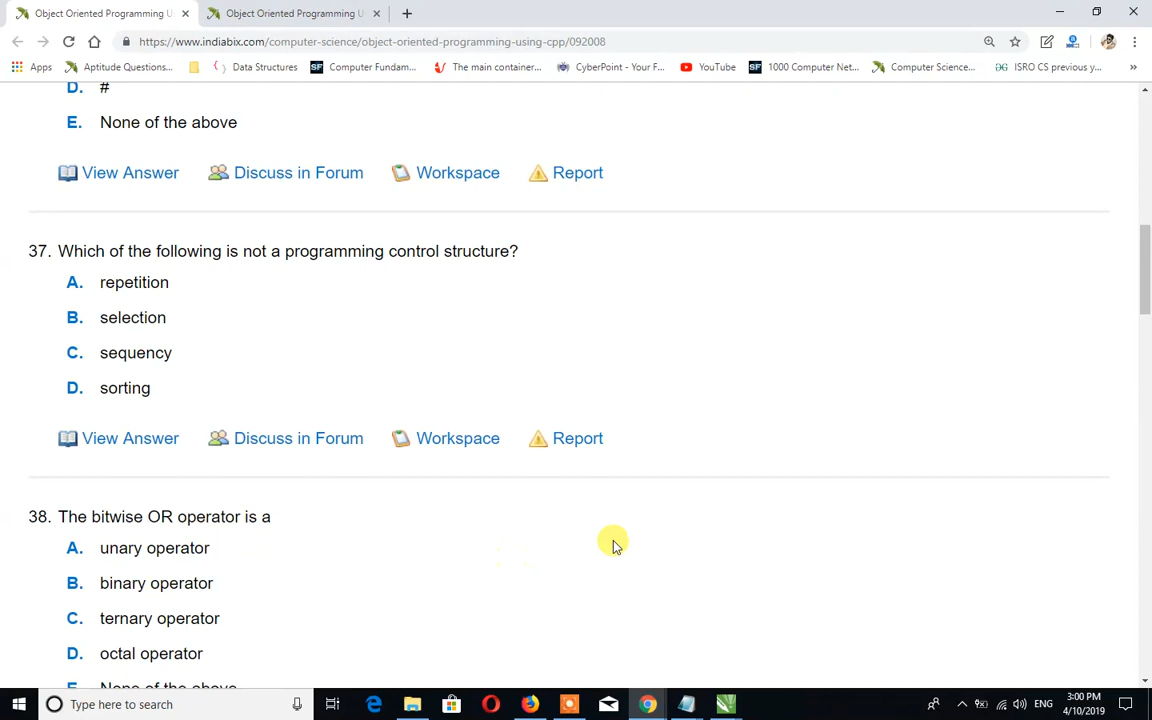 Object Oriented Programming U
Object Oriented Programming U
https://www.indiabix.com/computer-science/object-oriented-programming-using-cpp/092008
Apps
Aptitude Questions...
Data Structures
Computer Fundam...
The main container...
CyberPoint - Your F...
YouTube
1000 Computer Net...
Computer Science...
ISRO CS previous y...
D. #
E. None of the above
View Answer Discuss in Forum Workspace Report
37. Which of the following is not a programming control structure?
A. repetition
B. selection
C. sequency
D. sorting
View Answer Discuss in Forum Workspace Report
38. The bitwise OR operator is a
A. unary operator
B. binary operator
C. ternary operator
D. octal operator
E. None of the above
Type here to search
ENG
3:00 PM
4/10/2019